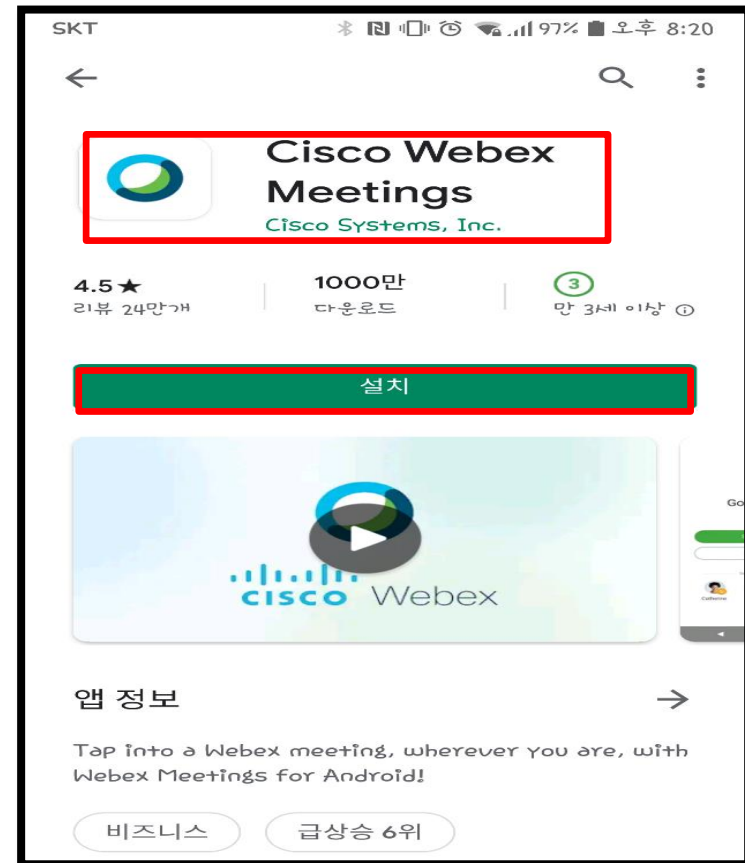 SKT 97% 오후 8:20
Cisco Webex
Meetings
Cisco Systems, Inc.
4.5★ 1000만 3
리뷰 24만개 다운로드 만 3세 이상
설치
Go
cisco Webex
앱 정보
Tap into a Webex meeting, wherever you are, with
Webex Meetings for Android!
비즈니스 급상승 6위